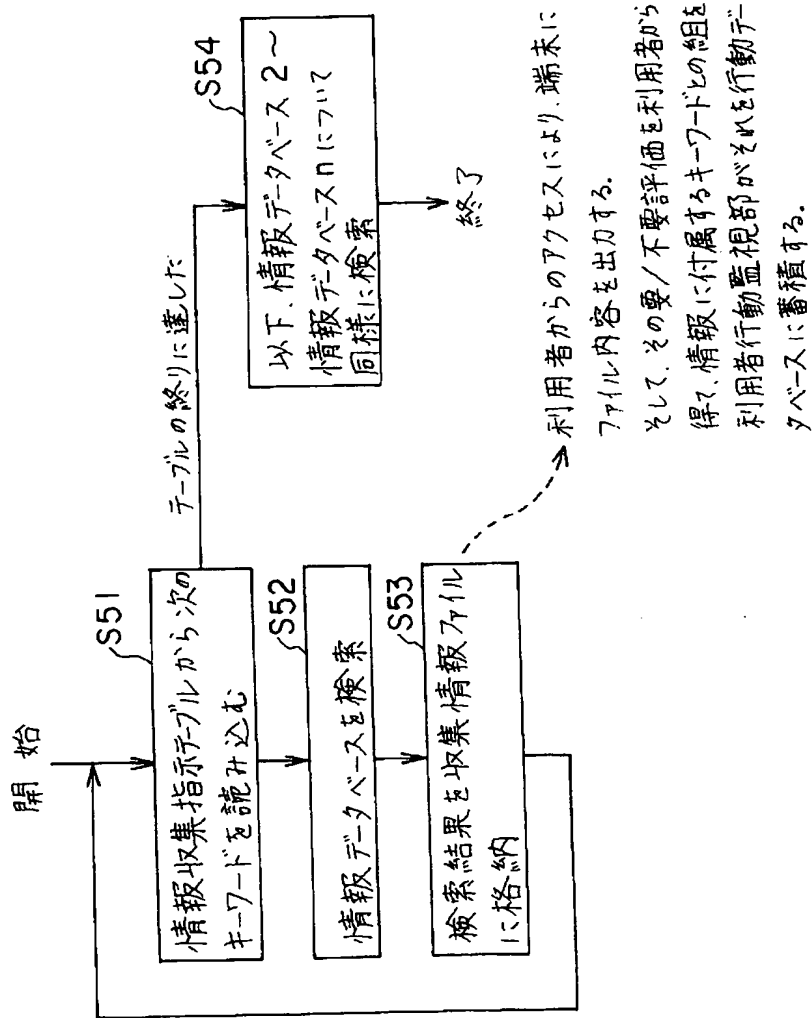 開始
S51
情報収集指示テーブルから次の
キーワードを読み込む
テーブルの終りに達した
S52
情報データベースを検索
S53
検索結果を収集情報ファイル
に格納
S54
以下、情報データベース2〜
情報データベースnについて
同様に検索
終了
利用者からのアクセスにより、端末に
ファイル内容を出力する。
そして、その要/不要評価を利用者から
得て、情報に付属するキーワードとの組を
利用者行動監視部がそれを行動デー
タベースに蓄積する。